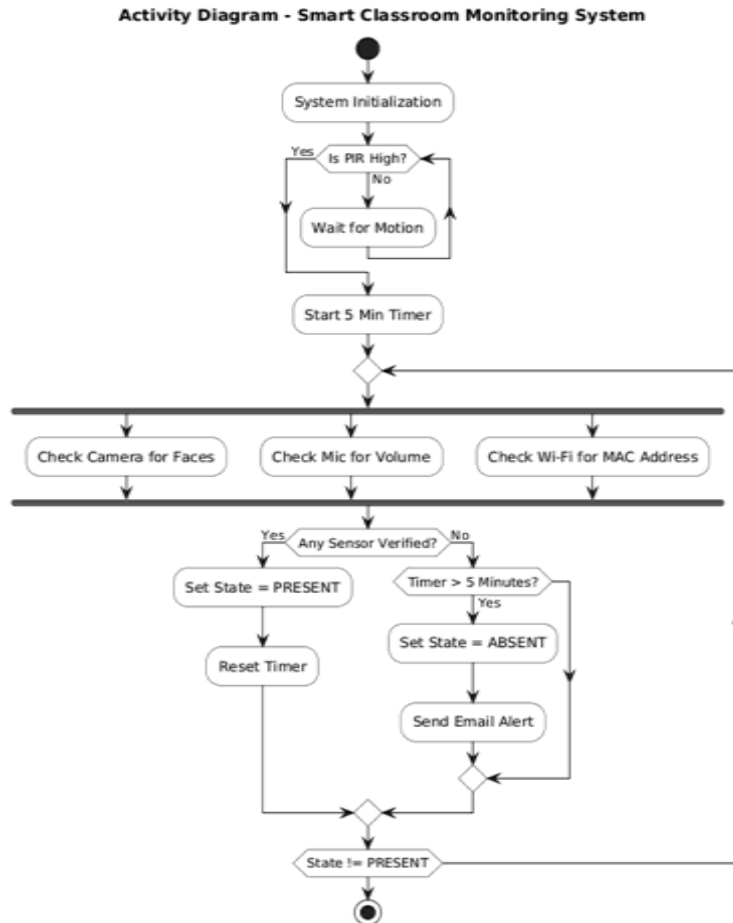 Activity Diagram - Smart Classroom Monitoring System
System Initialization
Yes
Is PIR High?
No
Wait for Motion
Start 5 Min Timer
Check Camera for Faces
Check Mic for Volume
Check Wi-Fi for MAC Address
Yes
Any Sensor Verified?
No
Set State = PRESENT
Timer > 5 Minutes?
Yes
Set State = ABSENT
Reset Timer
Send Email Alert
State != PRESENT